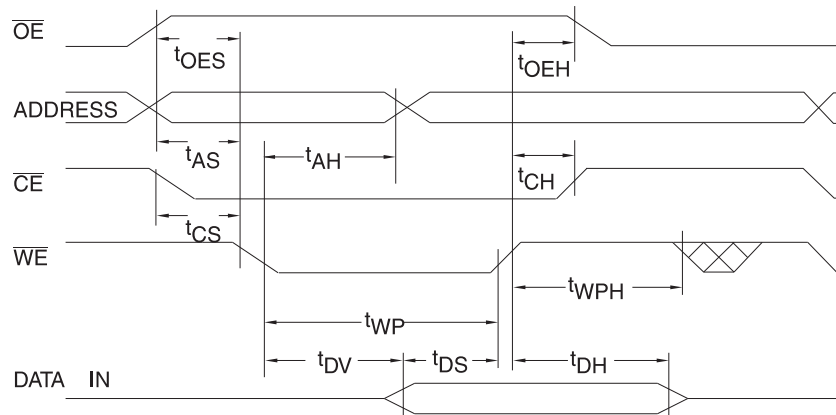 OE
tOES
tOEH
ADDRESS
tAS
tAH
CE
tCH
tCS
WE
tWPH
tWP
tDV
tDS
tDH
DATA IN